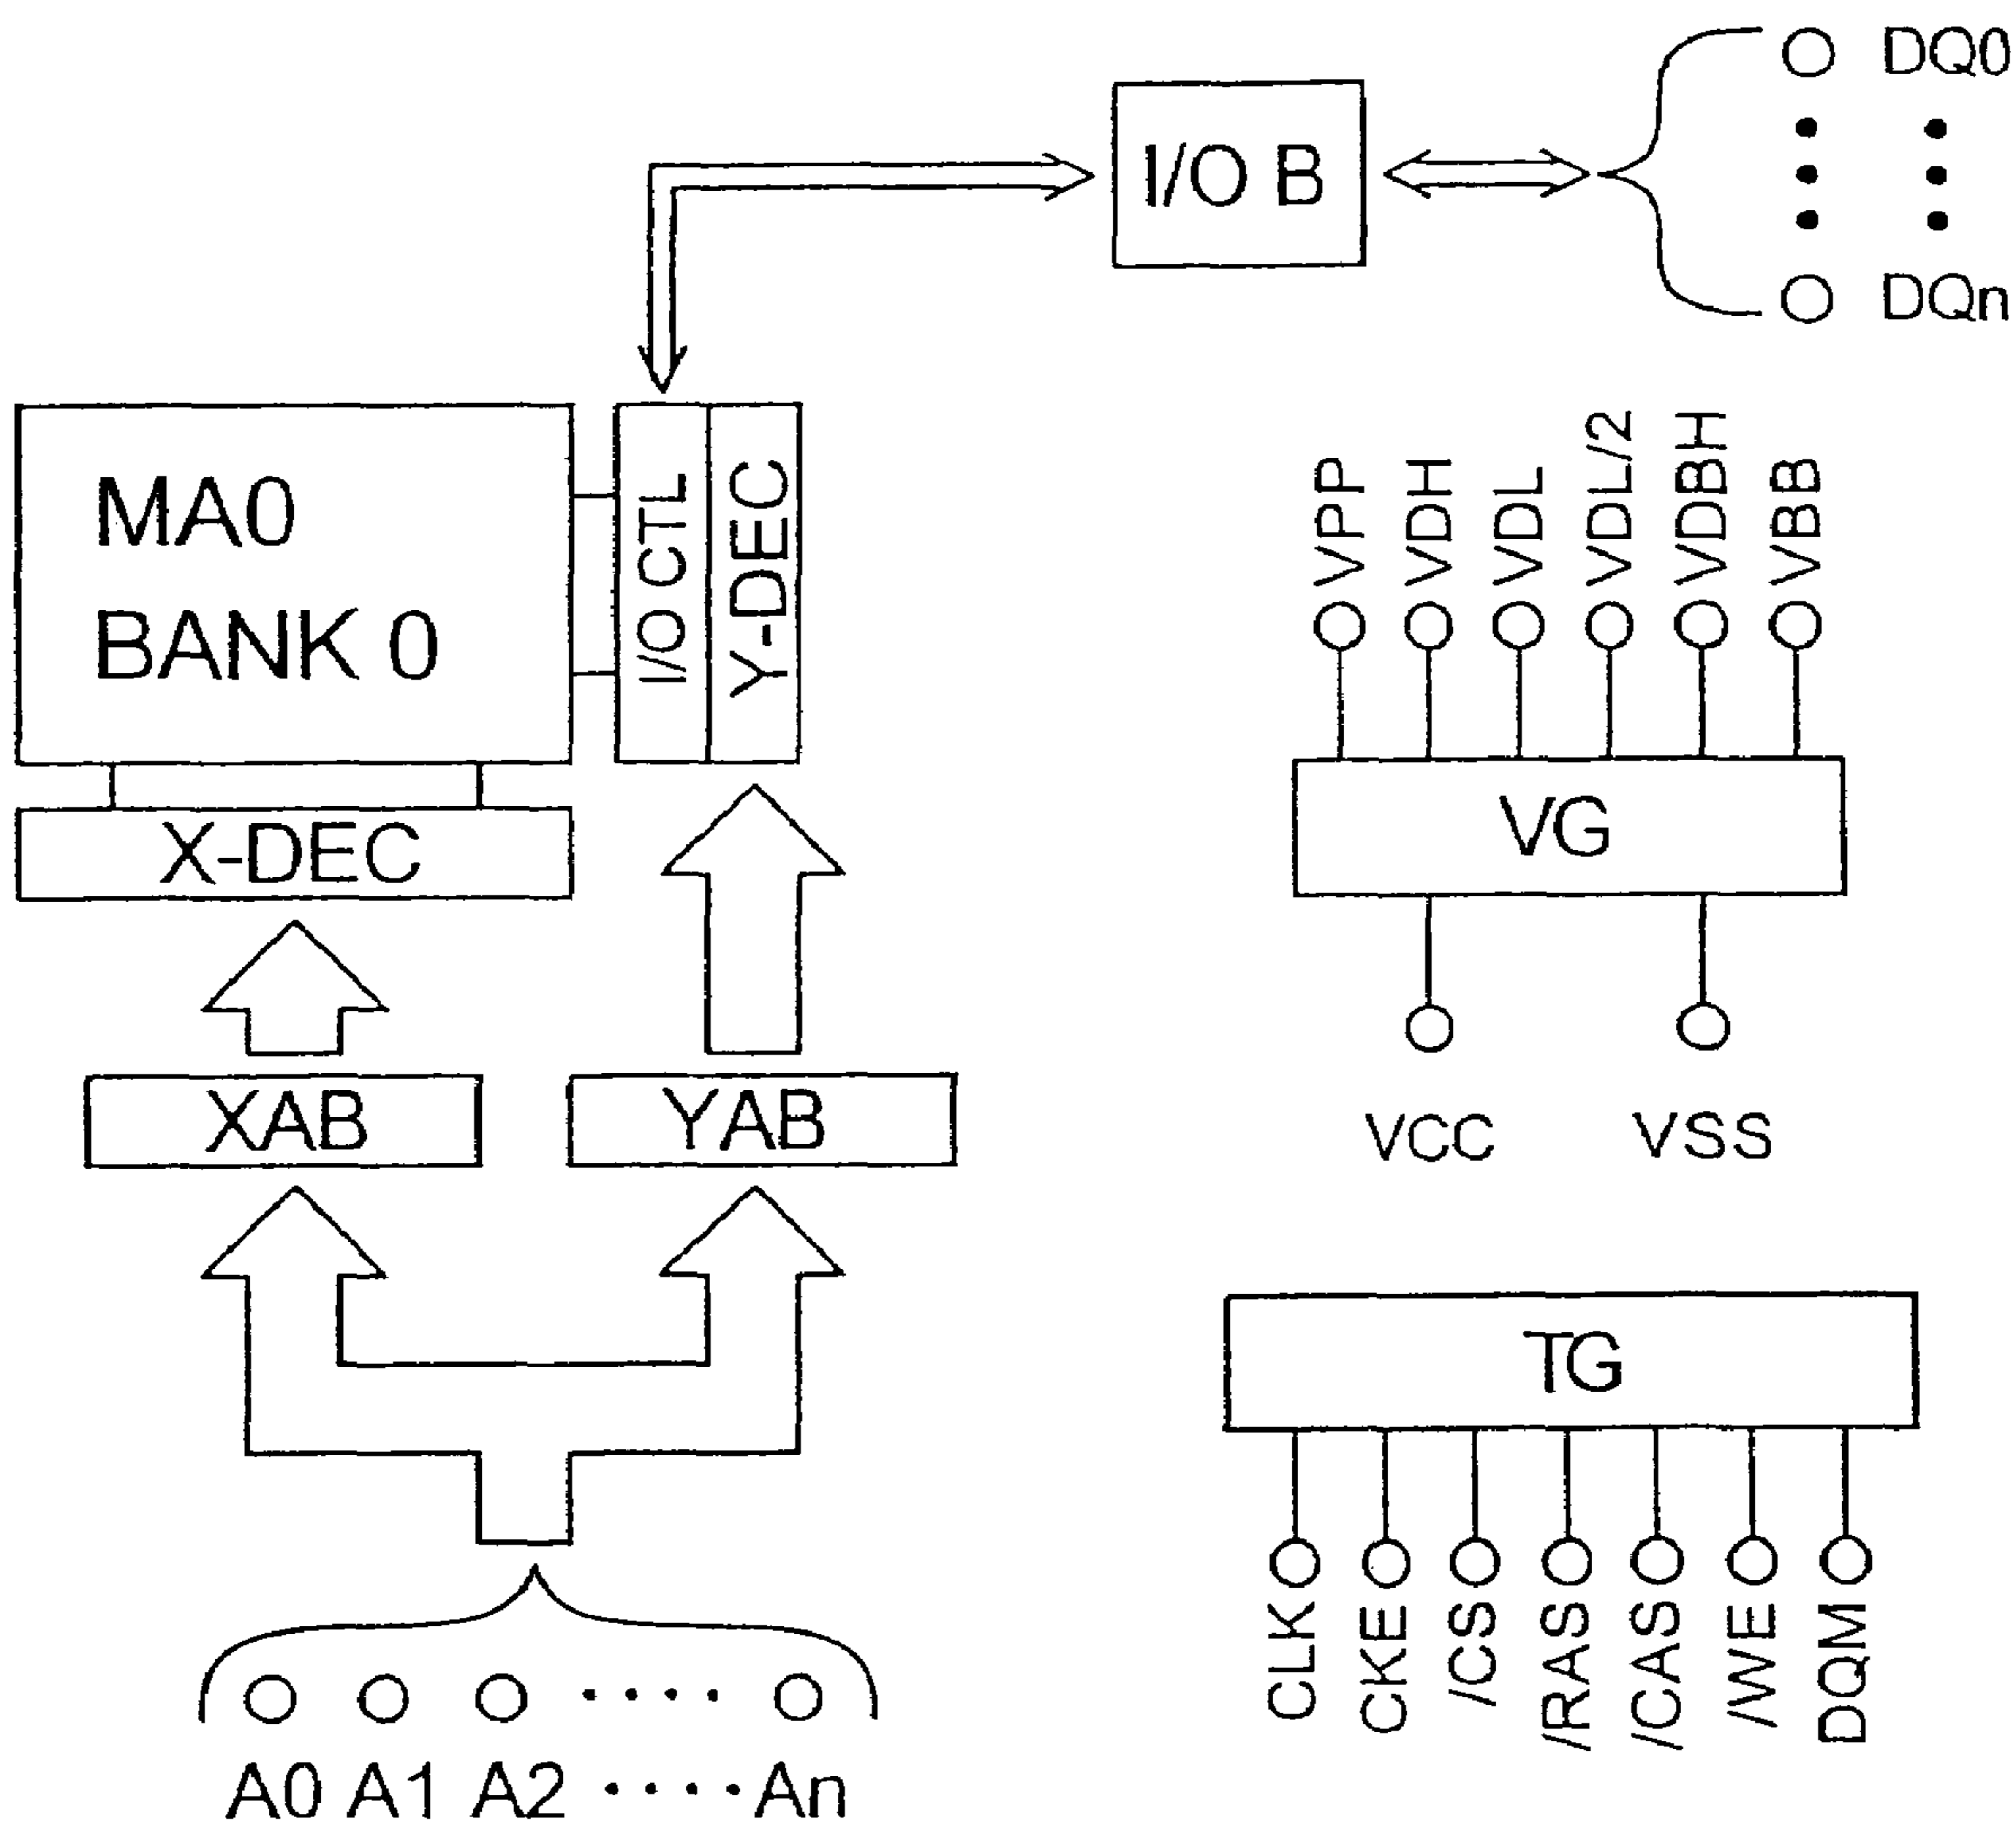 DQ0
I/O B
DQn
MA0
BANK 0
I/O CTL
Y-DEC
X-DEC
XAB
YAB
A0 A1 A2 ···· An
VPP
VDH
VDL
VDL/2
VDBH
VBB
VG
VCC
VSS
TG
CLK
CKE
/CS
/RAS
/CAS
/WE
DQM